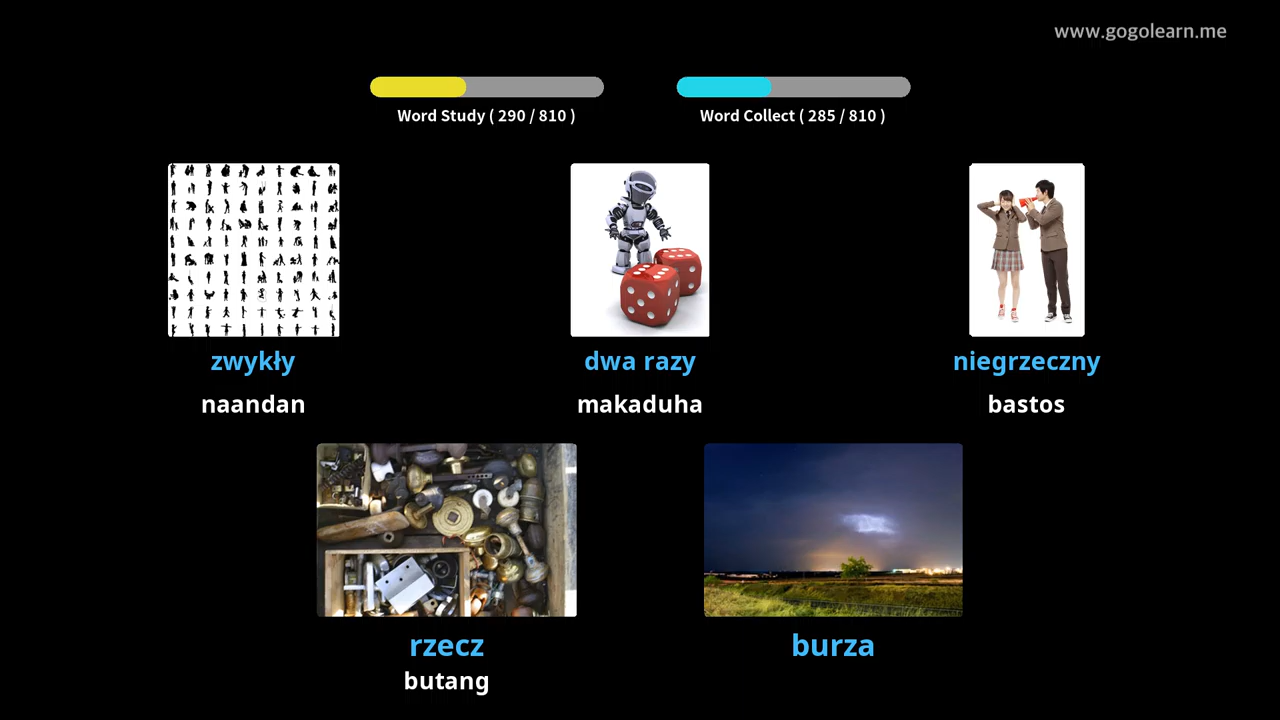 www.gogolearn.me
Word Study ( 290 / 810 )
Word Collect ( 285 / 810 )
zwykły
naandan
dwa razy
makaduha
niegrzeczny
bastos
rzecz
butang
burza